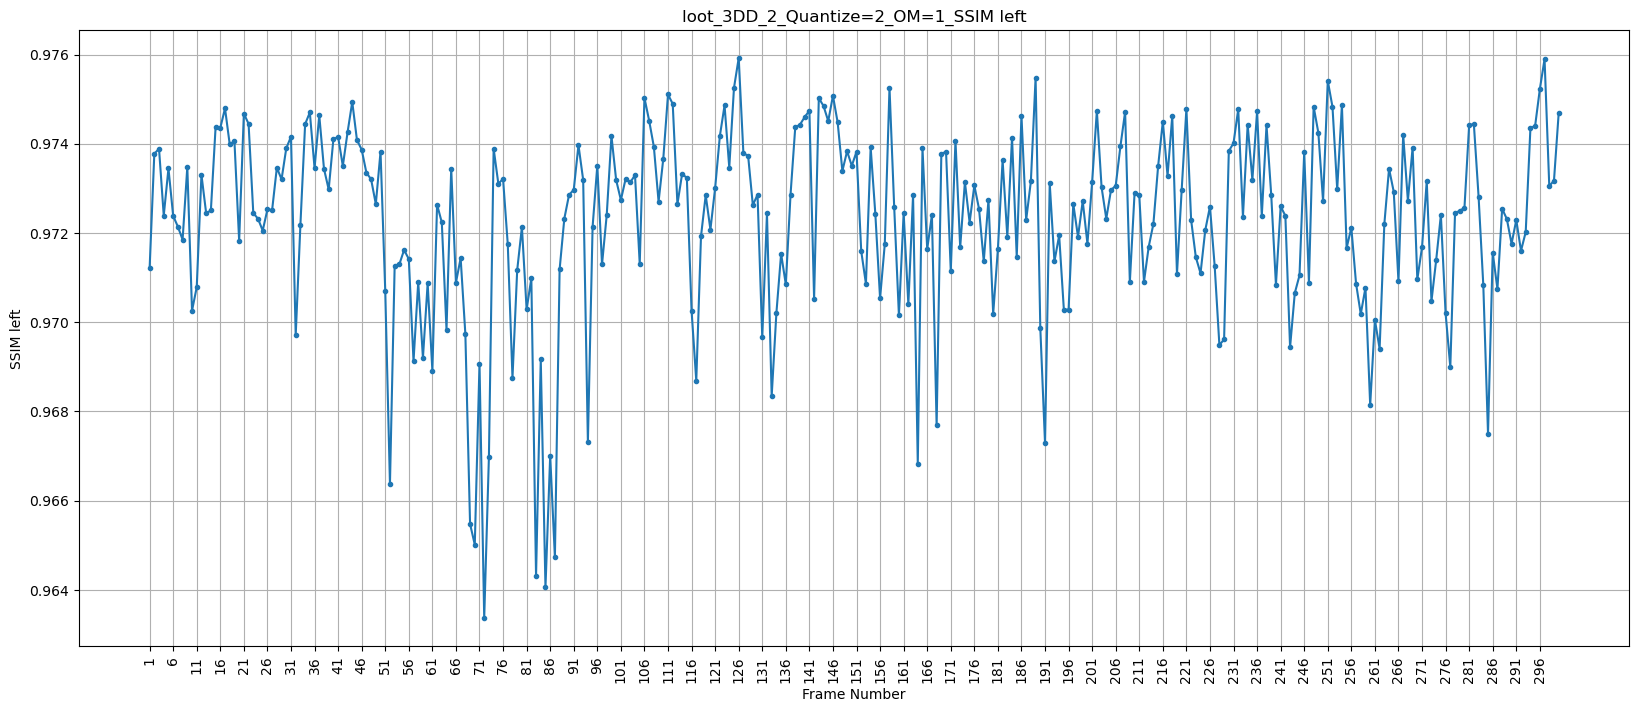 loot_3DD_2_Quantize=2_OM=1_SSIM left
SSIM left
0.976
0.974
0.972
0.970
0.968
0.966
0.964
1 6 11 16 21 26 31 36 41 46 51 56 61 66 71 76 81 86 91 96 101 106 111 116 121 126 131 136 141 146 151 156 161 166 171 176 181 186 191 196 201 206 211 216 221 226 231 236 241 246 251 256 261 266 271 276 281 286 291 296
Frame Number